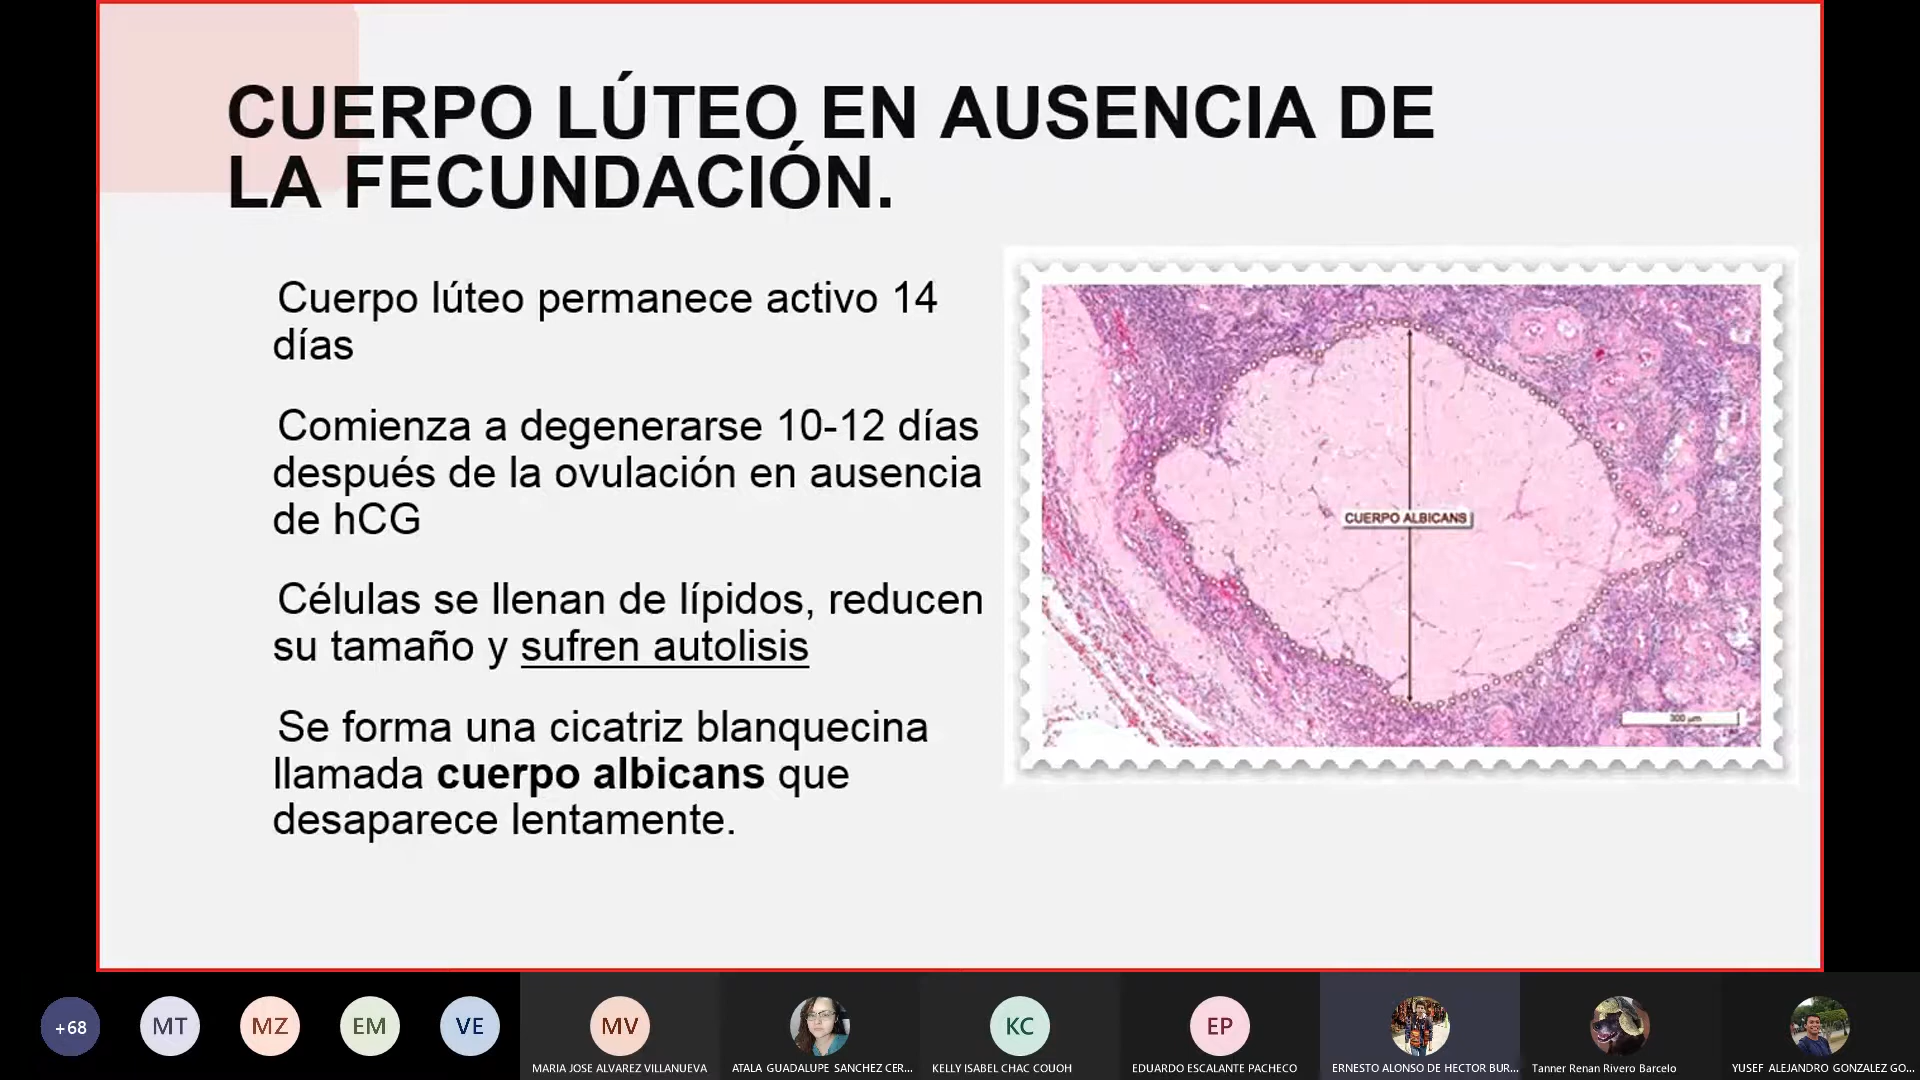 CUERPO LÚTEO EN AUSENCIA DE
LA FECUNDACIÓN.
Cuerpo lúteo permanece activo 14
días
Comienza a degenerarse 10-12 días
después de la ovulación en ausencia
de hCG
Células se llenan de lípidos, reducen
su tamaño y sufren autolisis
Se forma una cicatriz blanquecina
llamada cuerpo albicans que
desaparece lentamente.
CUERPO ALBICANS
300 µm
+68
MT
MZ
EM
VE
MV
KC
EP
MARIA JOSE ALVAREZ VILLANUEVA
ATALA GUADALUPE SANCHEZ CER...
KELLY ISABEL CHAC COUOH
EDUARDO ESCALANTE PACHECO
ERNESTO ALONSO DE HECTOR BUR...
Tanner Renan Rivero Barcelo
YUSEF ALEJANDRO GONZALEZ GO...